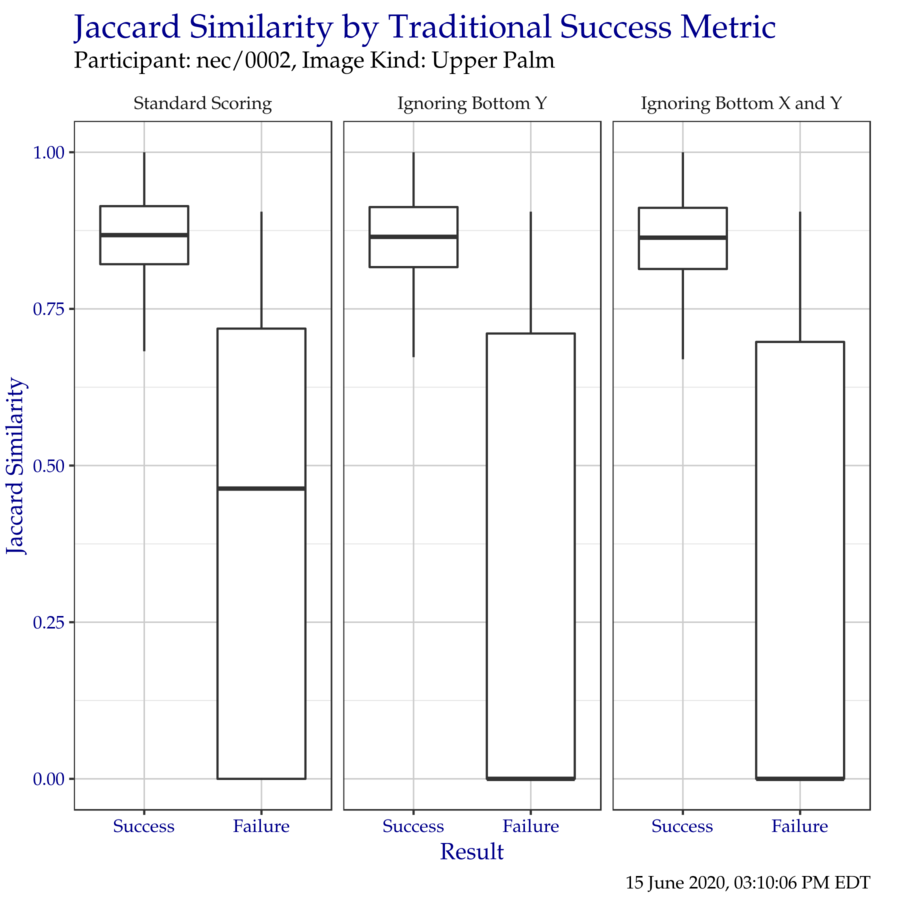 Jaccard Similarity by Traditional Success Metric
Participant: nec/0002, Image Kind: Upper Palm
Standard Scoring
Ignoring Bottom Y
Ignoring Bottom X and Y
1.00
0.75
0.50
0.25
0.00
Jaccard Similarity
Success
Failure
Success
Failure
Success
Failure
Result
15 June 2020, 03:10:06 PM EDT